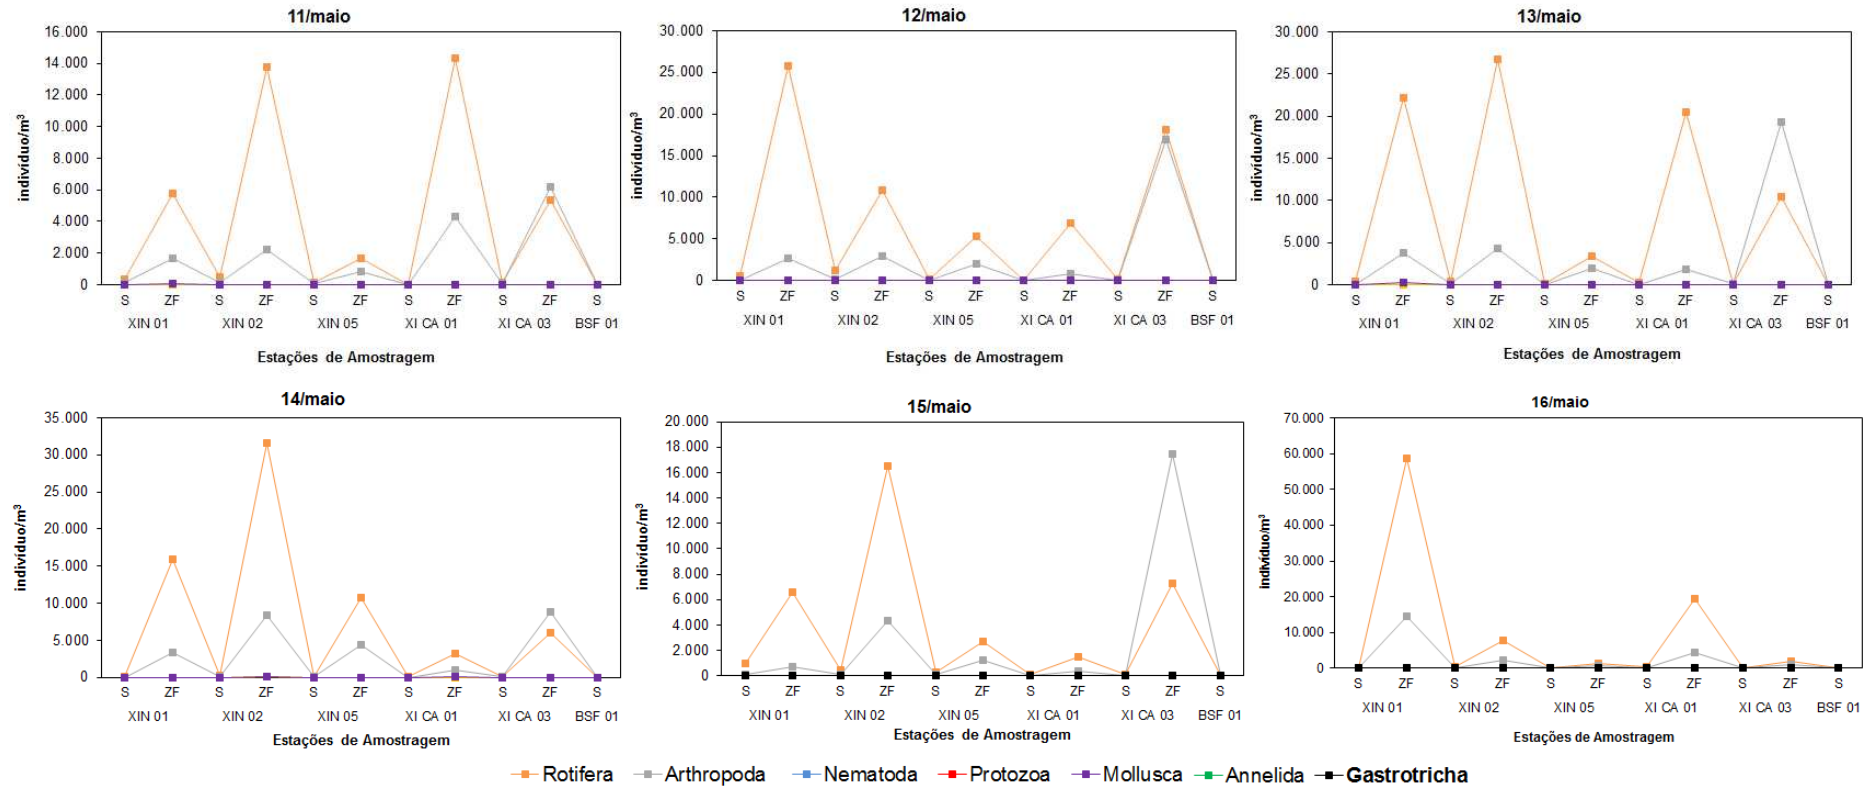 11/maio
16.000
14.000
12.000
10.000
8.000
6.000
4.000
2.000
0
indivíduo/m³
S ZF S ZF S ZF S ZF S ZF S
XIN 01 XIN 02 XIN 05 XI CA 01 XI CA 03 BSF 01
Estações de Amostragem
12/maio
30.000
25.000
20.000
15.000
10.000
5.000
0
indivíduo/m³
S ZF S ZF S ZF S ZF S ZF S
XIN 01 XIN 02 XIN 05 XI CA 01 XI CA 03 BSF 01
Estações de Amostragem
13/maio
30.000
25.000
20.000
15.000
10.000
5.000
0
indivíduo/m³
S ZF S ZF S ZF S ZF S ZF S
XIN 01 XIN 02 XIN 05 XI CA 01 XI CA 03 BSF 01
Estações de Amostragem
14/maio
35.000
30.000
25.000
20.000
15.000
10.000
5.000
0
indivíduo/m³
S ZF S ZF S ZF S ZF S ZF S
XIN 01 XIN 02 XIN 05 XI CA 01 XI CA 03 BSF 01
Estações de Amostragem
15/maio
20.000
18.000
16.000
14.000
12.000
10.000
8.000
6.000
4.000
2.000
0
indivíduo/m³
S ZF S ZF S ZF S ZF S ZF S
XIN 01 XIN 02 XIN 05 XI CA 01 XI CA 03 BSF 01
Estações de Amostragem
16/maio
70.000
60.000
50.000
40.000
30.000
20.000
10.000
0
indivíduo/m³
S ZF S ZF S ZF S ZF S ZF S
XIN 01 XIN 02 XIN 05 XI CA 01 XI CA 03 BSF 01
Estações de Amostragem
Rotifera Arthropoda Nematoda Protozoa Mollusca Annelida Gastrotricha